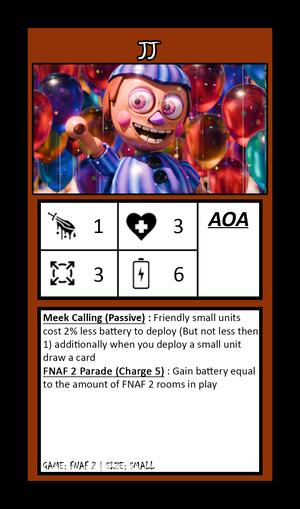 JJ
1
3
AOA
3
6
Meek Calling (Passive) : Friendly small units
cost 2% less battery to deploy (But not less then
1) additionally when you deploy a small unit
draw a card
FNAF 2 Parade (Charge 5) : Gain battery equal
to the amount of FNAF 2 rooms in play
GAME: FNAF 2 | SIZE: SMALL